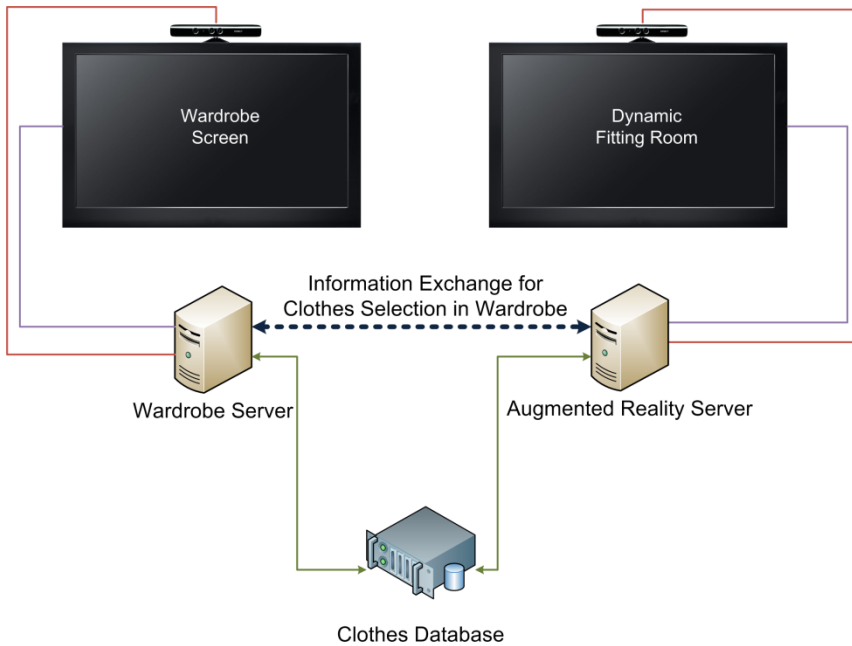 Wardrobe
Screen
Dynamic
Fitting Room
Information Exchange for
Clothes Selection in Wardrobe
Wardrobe Server
Augmented Reality Server
Clothes Database